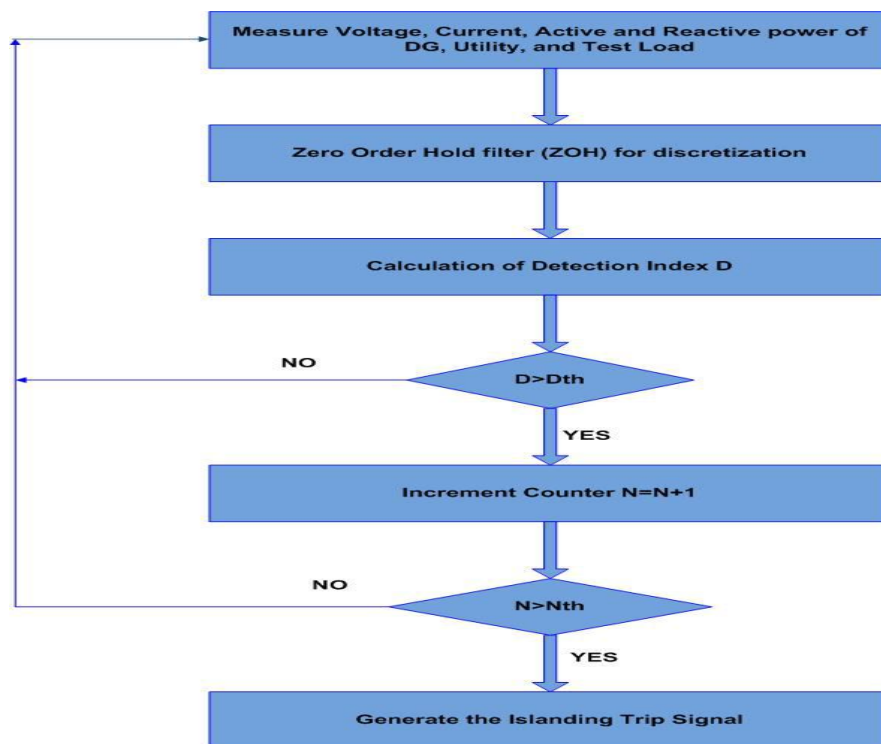 Measure Voltage, Current, Active and Reactive power of
DG, Utility, and Test Load
Zero Order Hold filter (ZOH) for discretization
Calculation of Detection Index D
NO
D>Dth
YES
Increment Counter N=N+1
NO
N>Nth
YES
Generate the Islanding Trip Signal